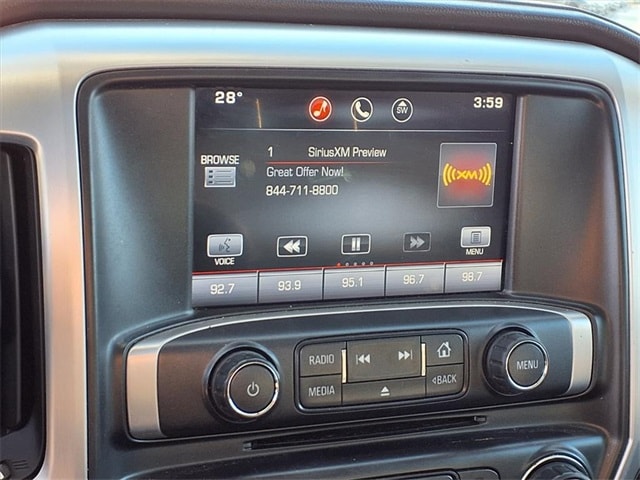 28° SW 3:59
1 SiriusXM Preview
BROWSE Great Offer Now!
844-711-8800
((XM))
VOICE MENU
92.7 93.9 95.1 96.7 98.7
RADIO
MEDIA BACK
MENU